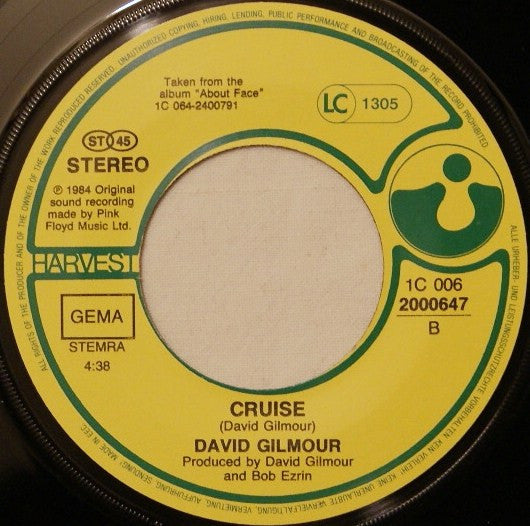 ALL RIGHTS OF THE PRODUCER AND OF THE OWNER OF THE WORK REPRODUCED RESERVED. UNAUTHORIZED COPYING, HIRING, LENDING, PUBLIC PERFORMANCE AND BROADCASTING OF THE RECORD PROHIBITED.
Taken from the
album "About Face"
1C 064-2400791
LC 1305
ST 45
STEREO
℗ 1984 Original
sound recording
made by Pink
Floyd Music Ltd.
HARVEST
GEMA
STEMRA
4:38
1C 006
2000647
B
CRUISE
(David Gilmour)
DAVID GILMOUR
Produced by David Gilmour
and Bob Ezrin
ALLE URHEBER- UND LEISTUNGSSCHUTZRECHTE VORBEHALTEN. KEIN VERLEIH! KEINE UNERLAUBTE VERVIELFÄLTIGUNG, VERMIETUNG, AUFFÜHRUNG, SENDUNG!
MADE IN EEC